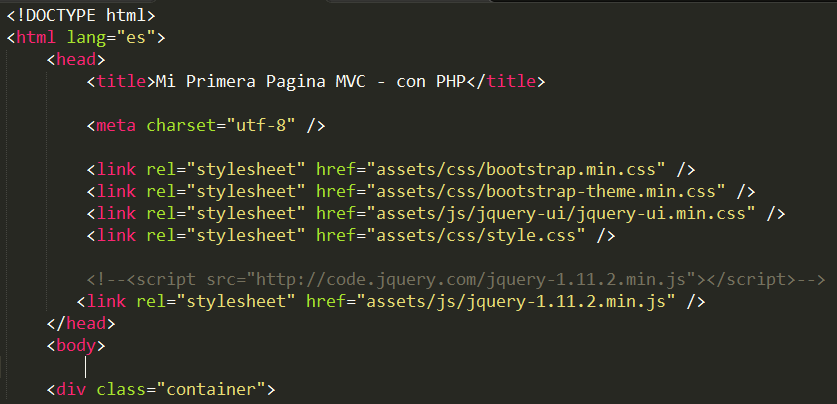 <!DOCTYPE html>
<html lang="es">
<head>
<title>Mi Primera Pagina MVC - con PHP</title>
<meta charset="utf-8" />
<link rel="stylesheet" href="assets/css/bootstrap.min.css" />
<link rel="stylesheet" href="assets/css/bootstrap-theme.min.css" />
<link rel="stylesheet" href="assets/js/jquery-ui/jquery-ui.min.css" />
<link rel="stylesheet" href="assets/css/style.css" />
<!--<script src="http://code.jquery.com/jquery-1.11.2.min.js"></script>-->
<link rel="stylesheet" href="assets/js/jquery-1.11.2.min.js" />
</head>
<body>
<div class="container">